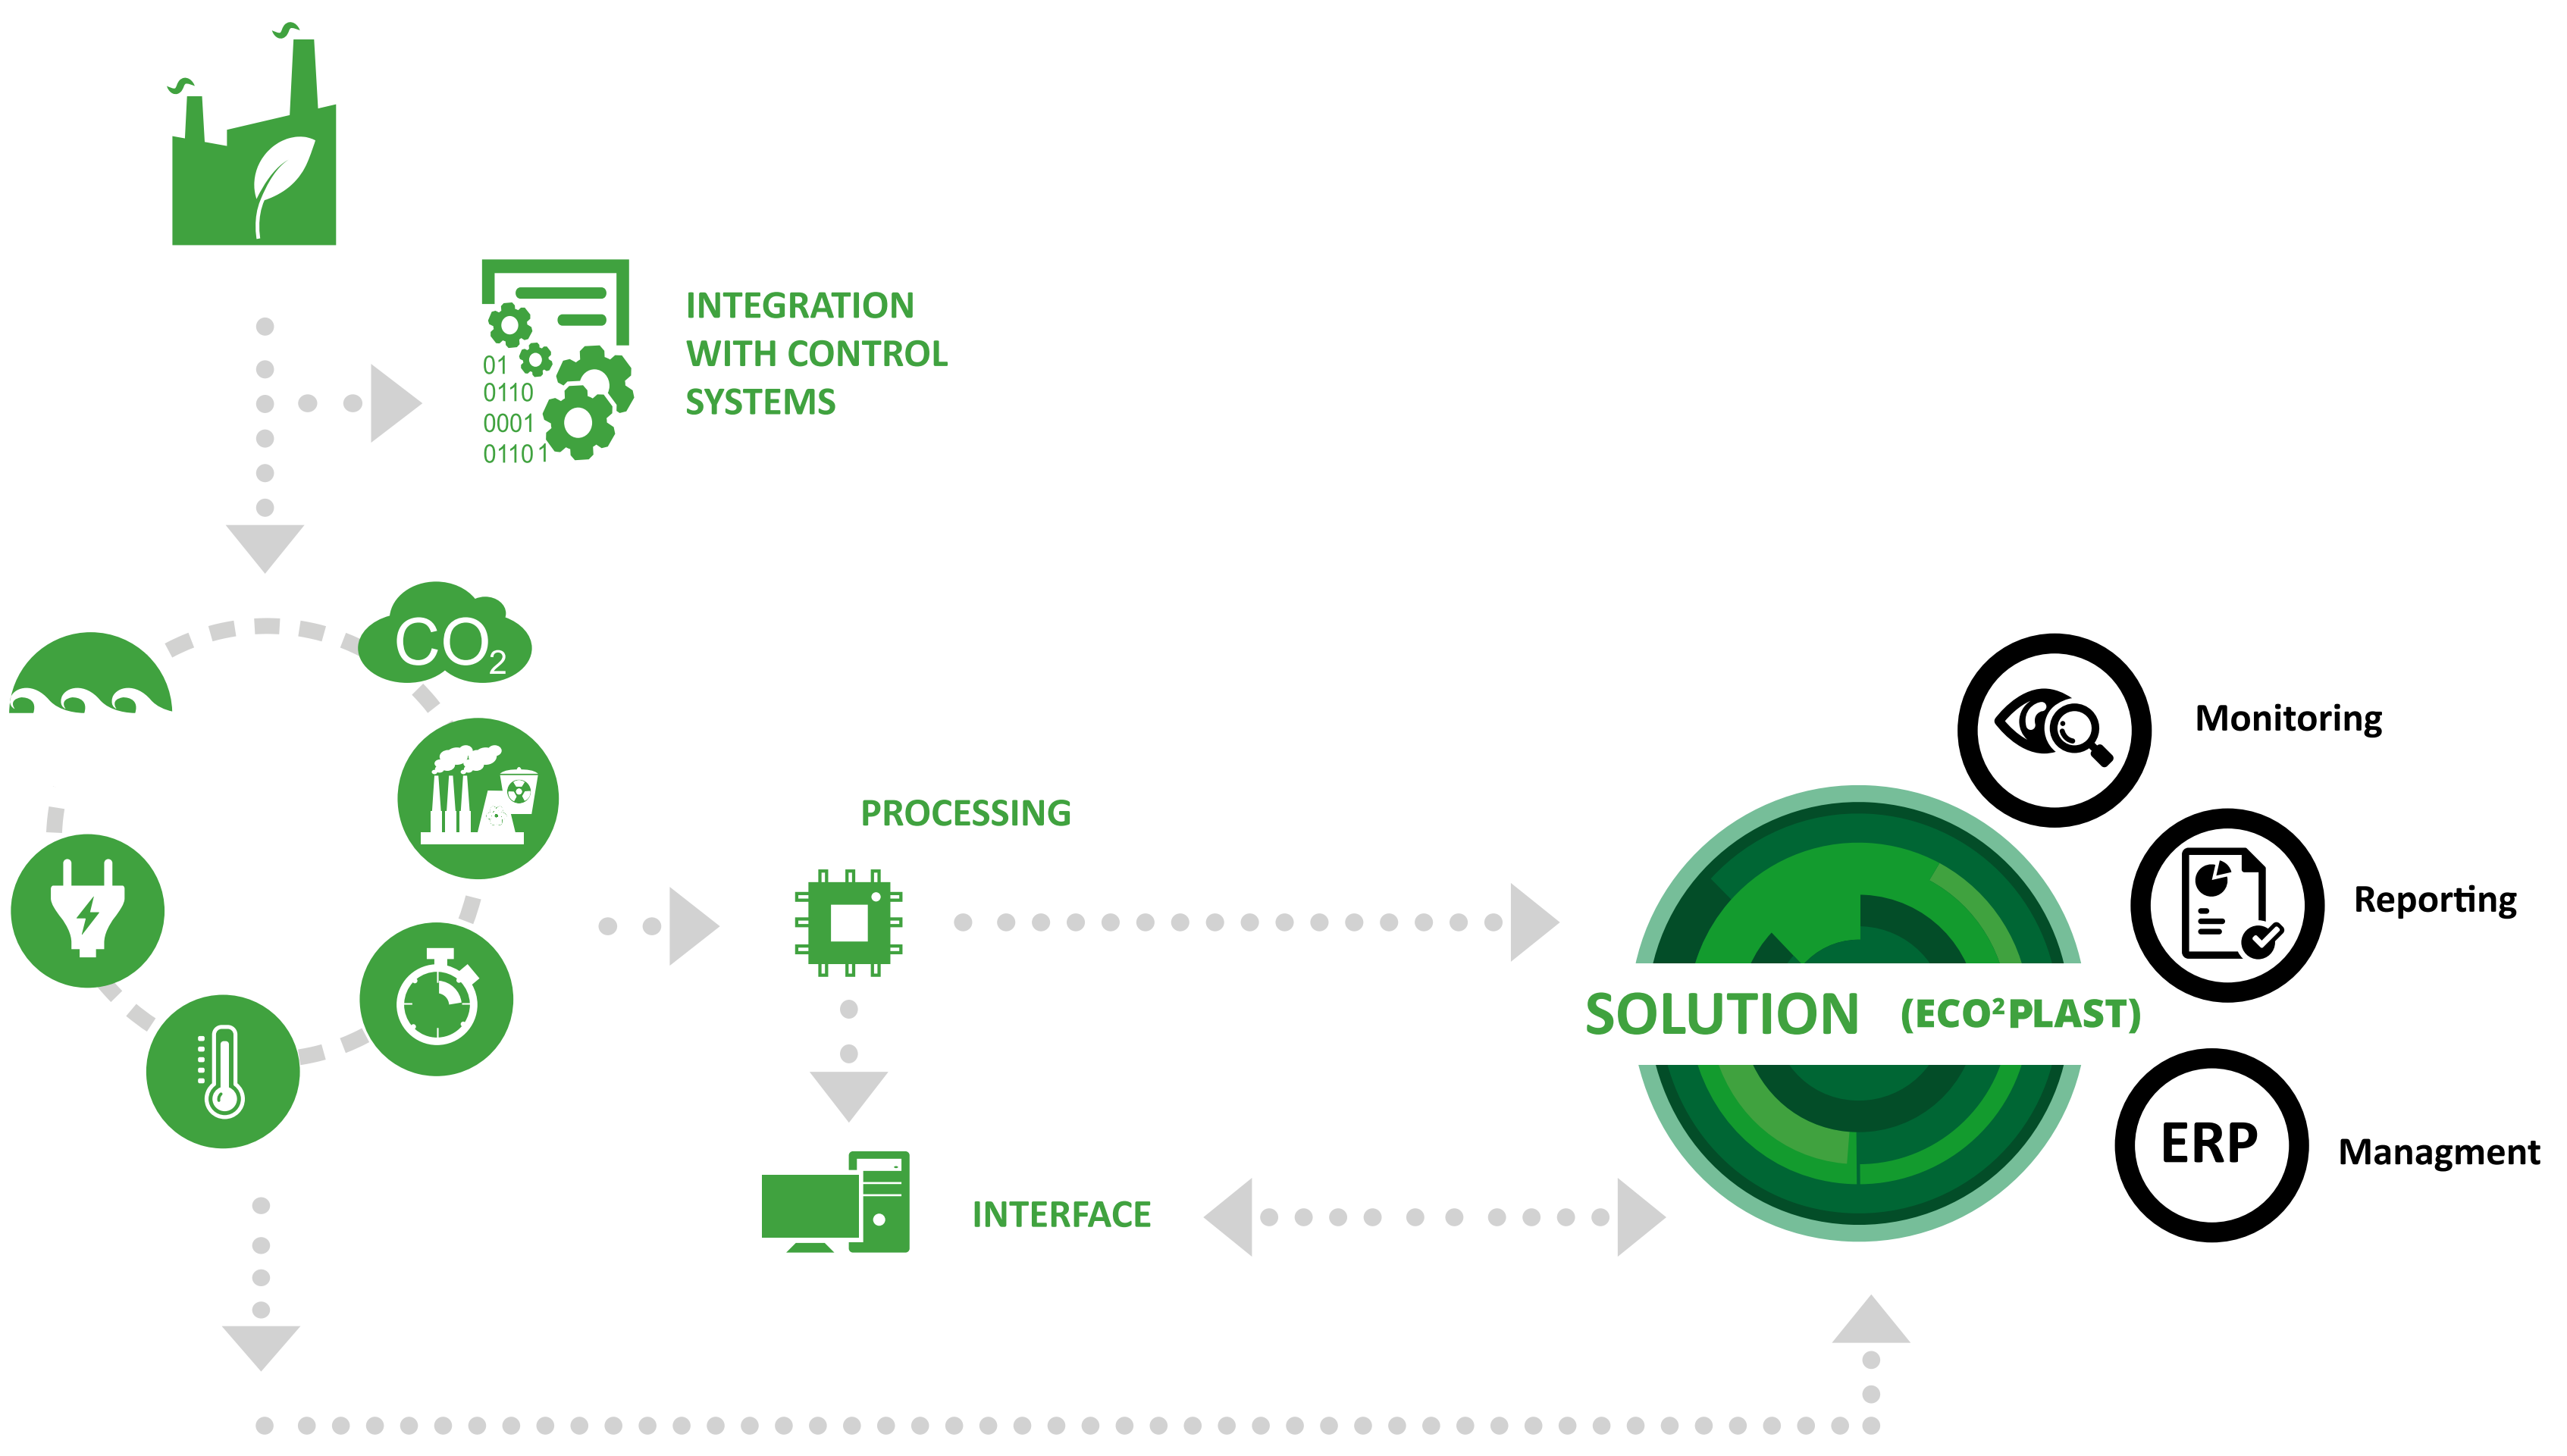 INTEGRATION
WITH CONTROL
SYSTEMS
01
0110
0001
01101
CO₂
PROCESSING
INTERFACE
SOLUTION (ECO²PLAST)
Monitoring
Reporting
ERP
Managment